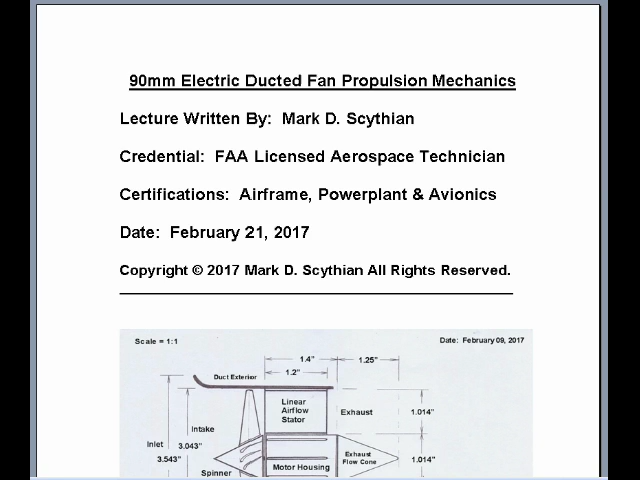 90mm Electric Ducted Fan Propulsion Mechanics
Lecture Written By: Mark D. Scythian
Credential: FAA Licensed Aerospace Technician
Certifications: Airframe, Powerplant & Avionics
Date: February 21, 2017
Copyright © 2017 Mark D. Scythian All Rights Reserved.
Scale = 1:1
Date: February 09, 2017
1.4"
1.25"
1.2"
Duct Exterior
Linear
Airflow
Stator
Exhaust
1.014"
Intake
Inlet
3.043"
3.543"
Exhaust
Flow Cone
1.014"
Motor Housing
Spinner